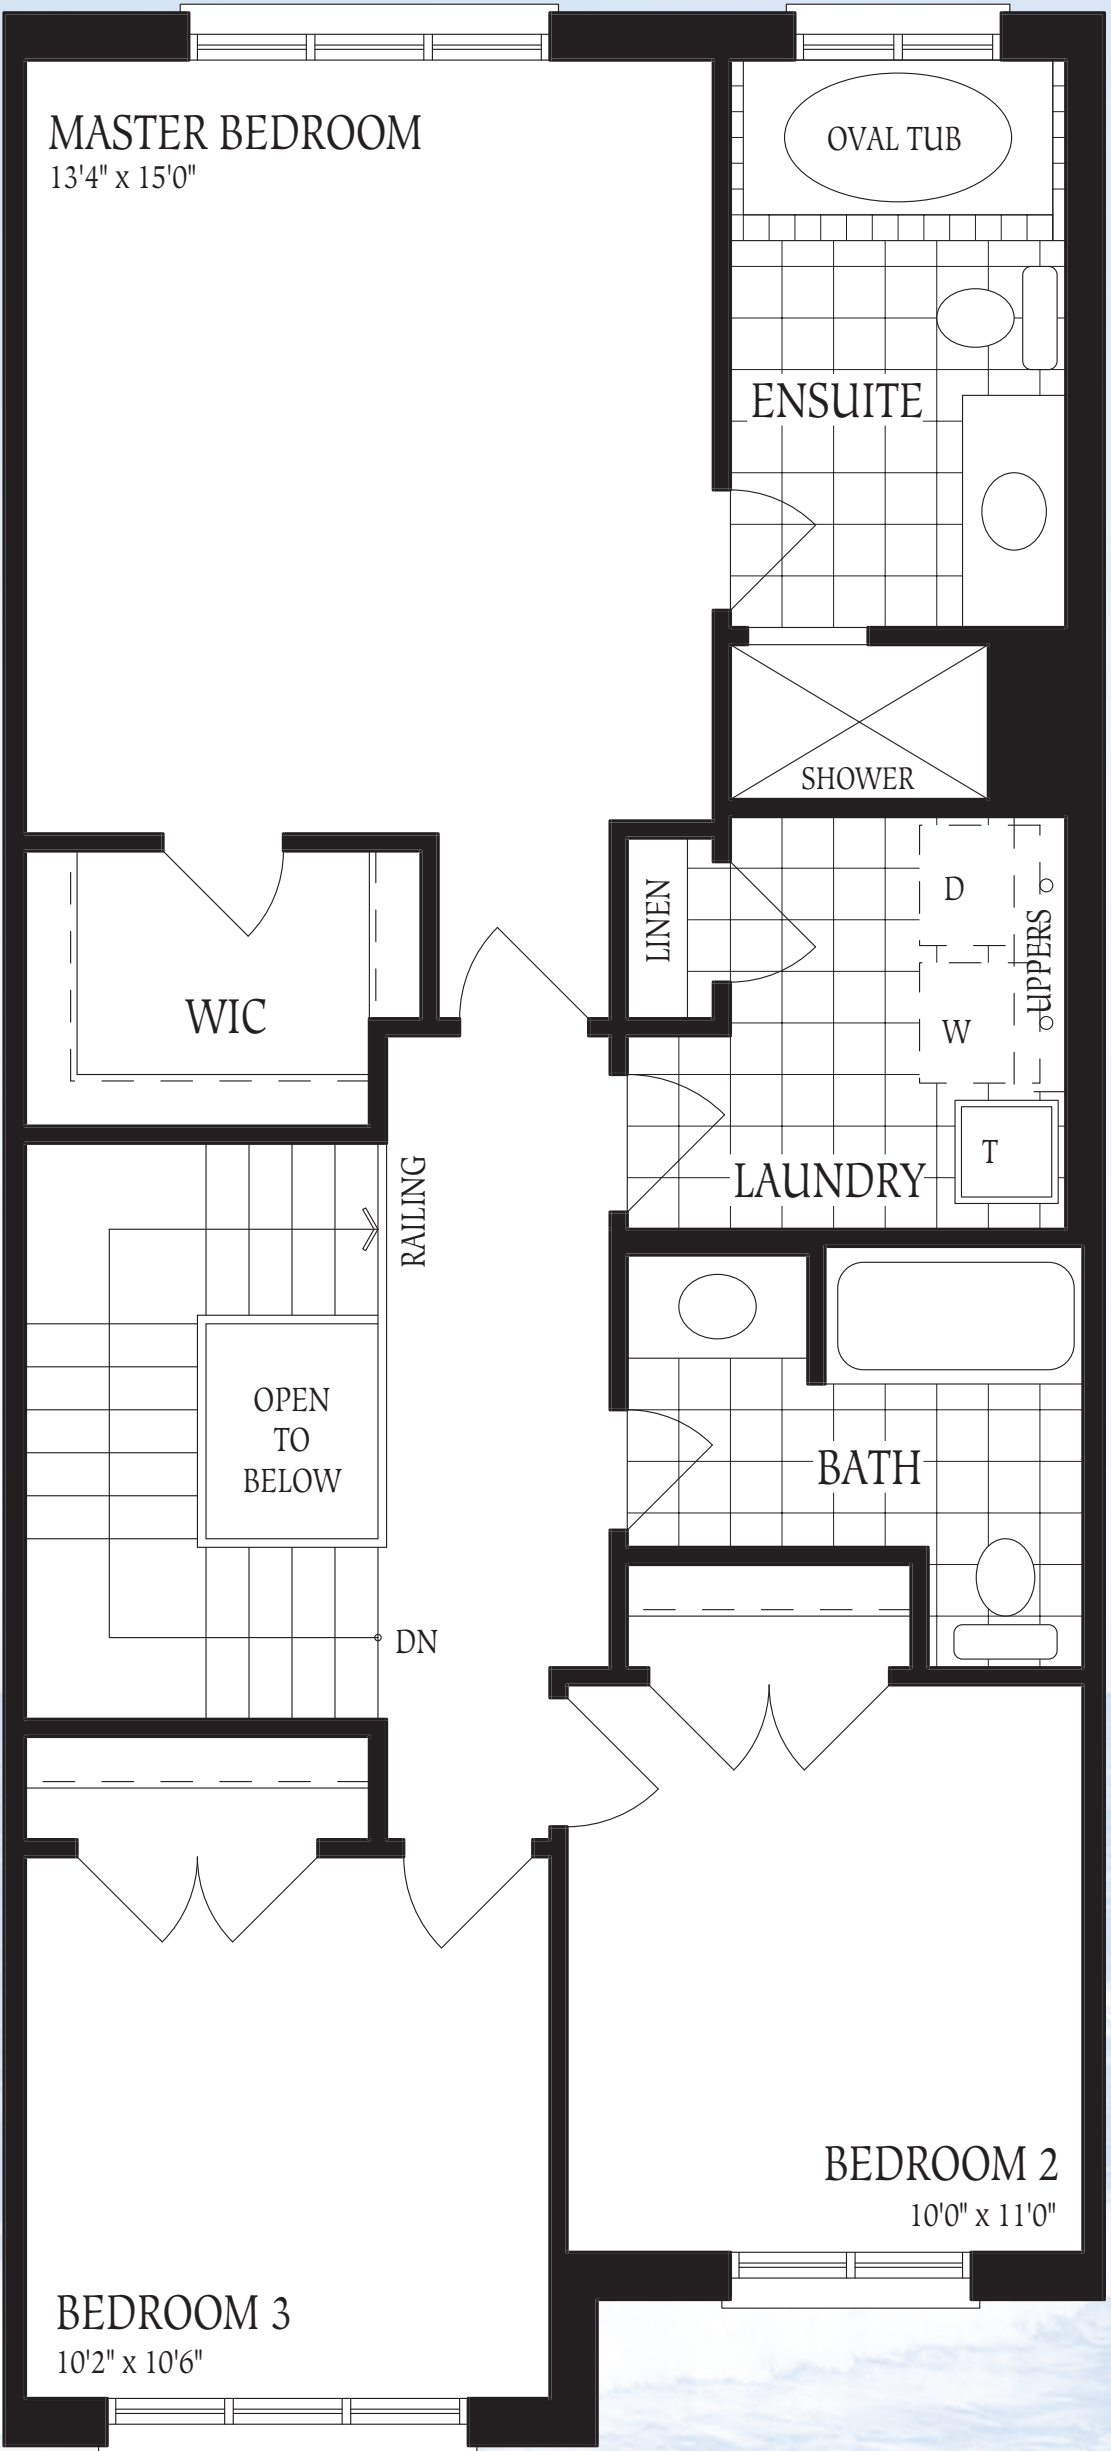 MASTER BEDROOM
13'4" x 15'0"
OVAL TUB
ENSUITE
SHOWER
LINEN
D
UPPERS
W
WIC
T
LAUNDRY
RAILING
OPEN
TO
BELOW
BATH
DN
BEDROOM 2
10'0" x 11'0"
BEDROOM 3
10'2" x 10'6"